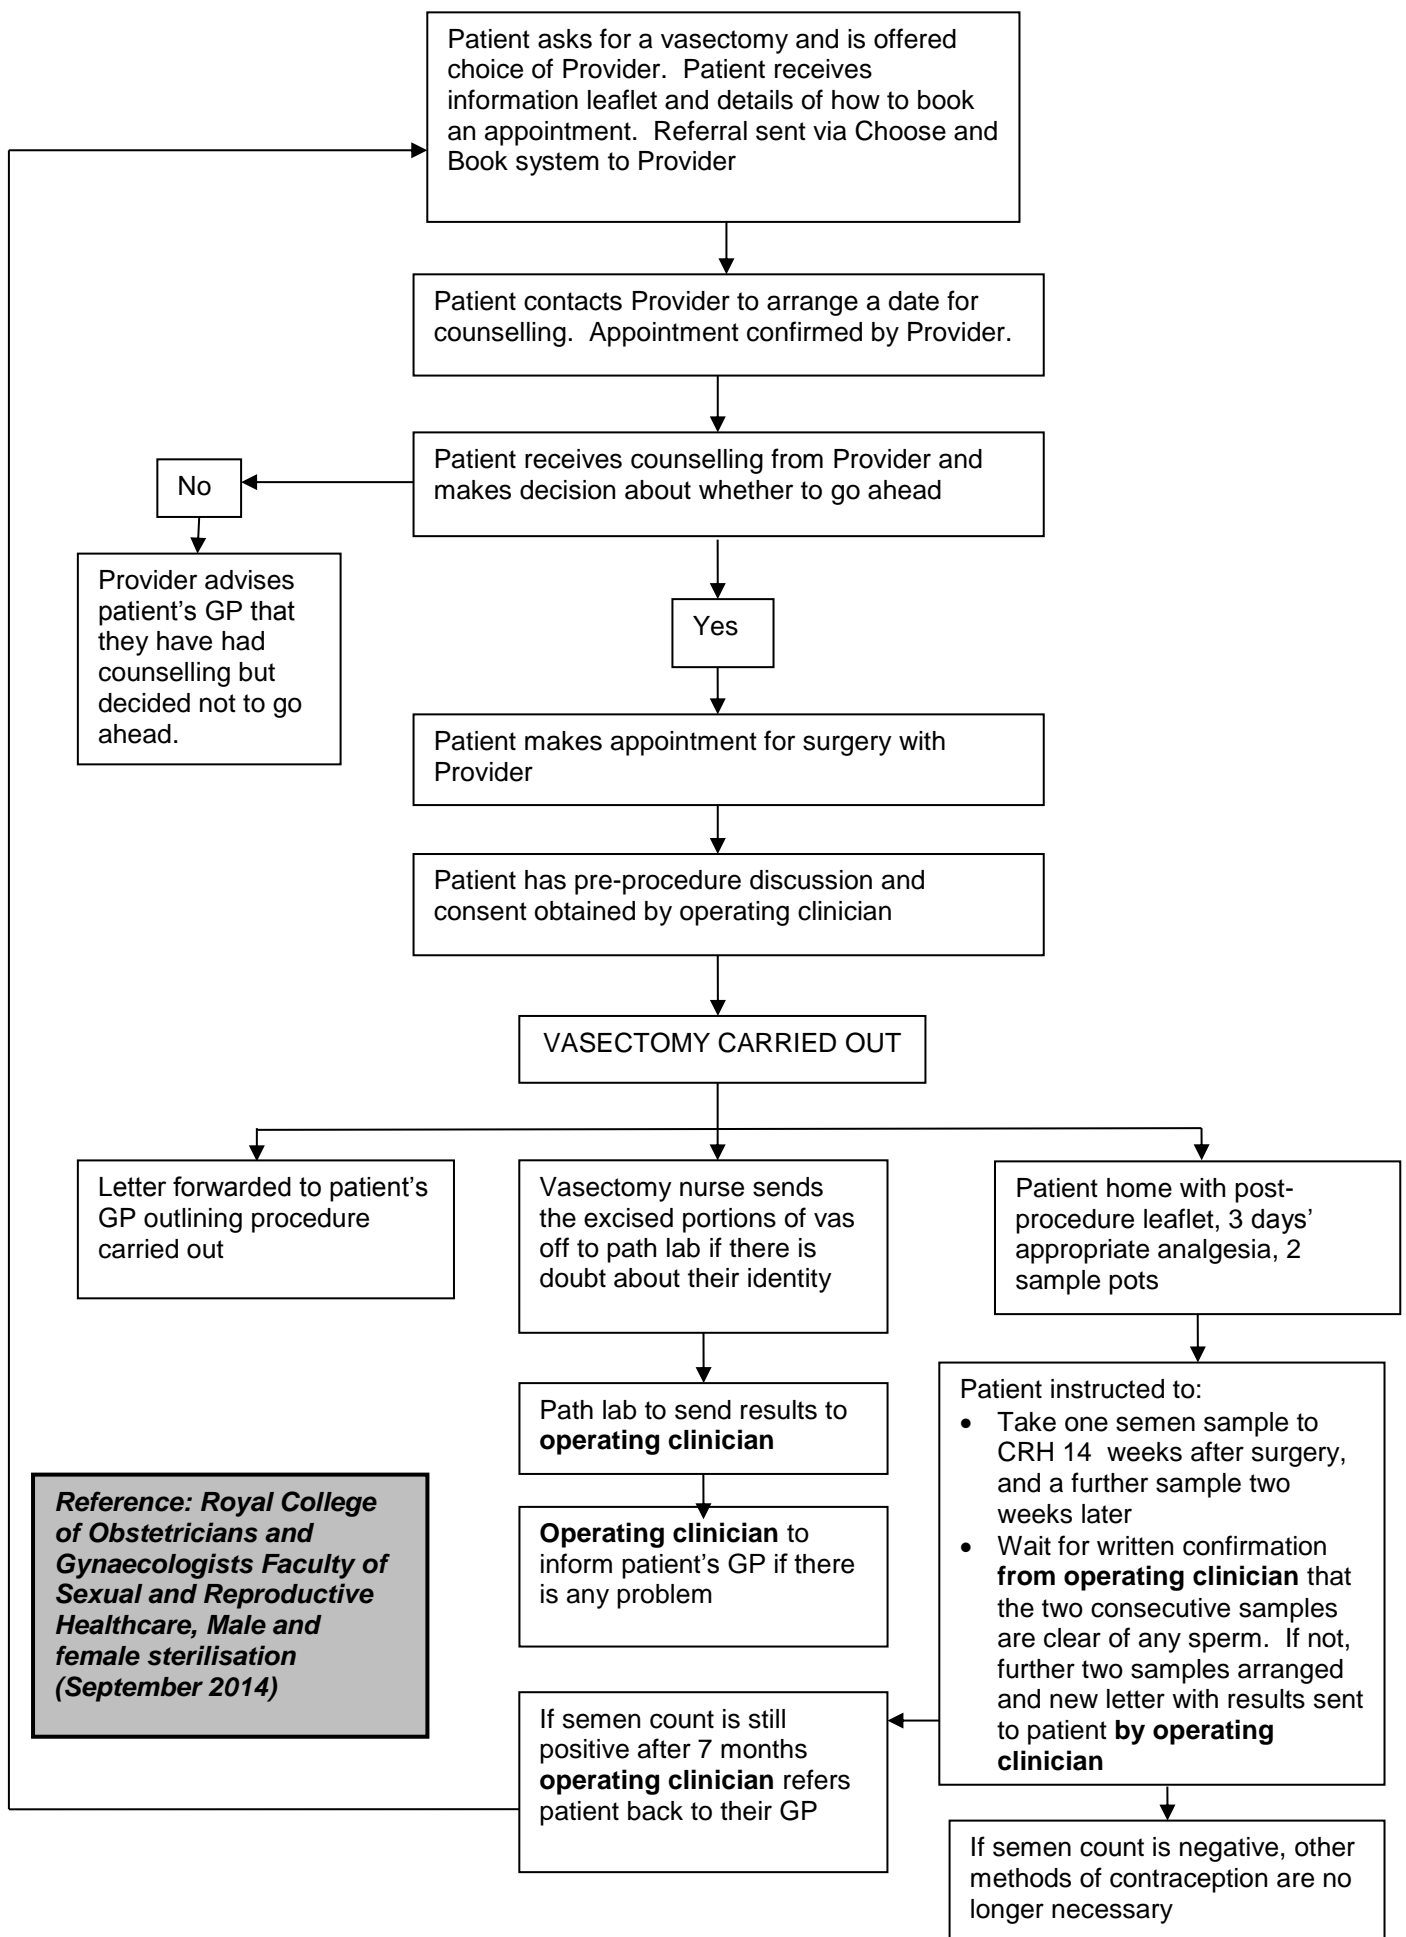 Patient asks for a vasectomy and is offered
choice of Provider.  Patient receives
information leaflet and details of how to book
an appointment.  Referral sent via Choose and
Book system to Provider
Patient contacts Provider to arrange a date for
counselling.  Appointment confirmed by Provider.
Patient receives counselling from Provider and
makes decision about whether to go ahead
No
Provider advises
patient’s GP that
they have had
counselling but
decided not to go
ahead.
Yes
Patient makes appointment for surgery with
Provider
Patient has pre-procedure discussion and
consent obtained by operating clinician
VASECTOMY CARRIED OUT
Letter forwarded to patient’s
GP outlining procedure
carried out
Vasectomy nurse sends
the excised portions of vas
off to path lab if there is
doubt about their identity
Patient home with post-
procedure leaflet, 3 days’
appropriate analgesia, 2
sample pots
Path lab to send results to
operating clinician
Operating clinician to
inform patient’s GP if there
is any problem
Patient instructed to:
• Take one semen sample to
CRH 14  weeks after surgery,
and a further sample two
weeks later
• Wait for written confirmation
from operating clinician that
the two consecutive samples
are clear of any sperm.  If not,
further two samples arranged
and new letter with results sent
to patient by operating
clinician
Reference: Royal College
of Obstetricians and
Gynaecologists Faculty of
Sexual and Reproductive
Healthcare, Male and
female sterilisation
(September 2014)
If semen count is still
positive after 7 months
operating clinician refers
patient back to their GP
If semen count is negative, other
methods of contraception are no
longer necessary